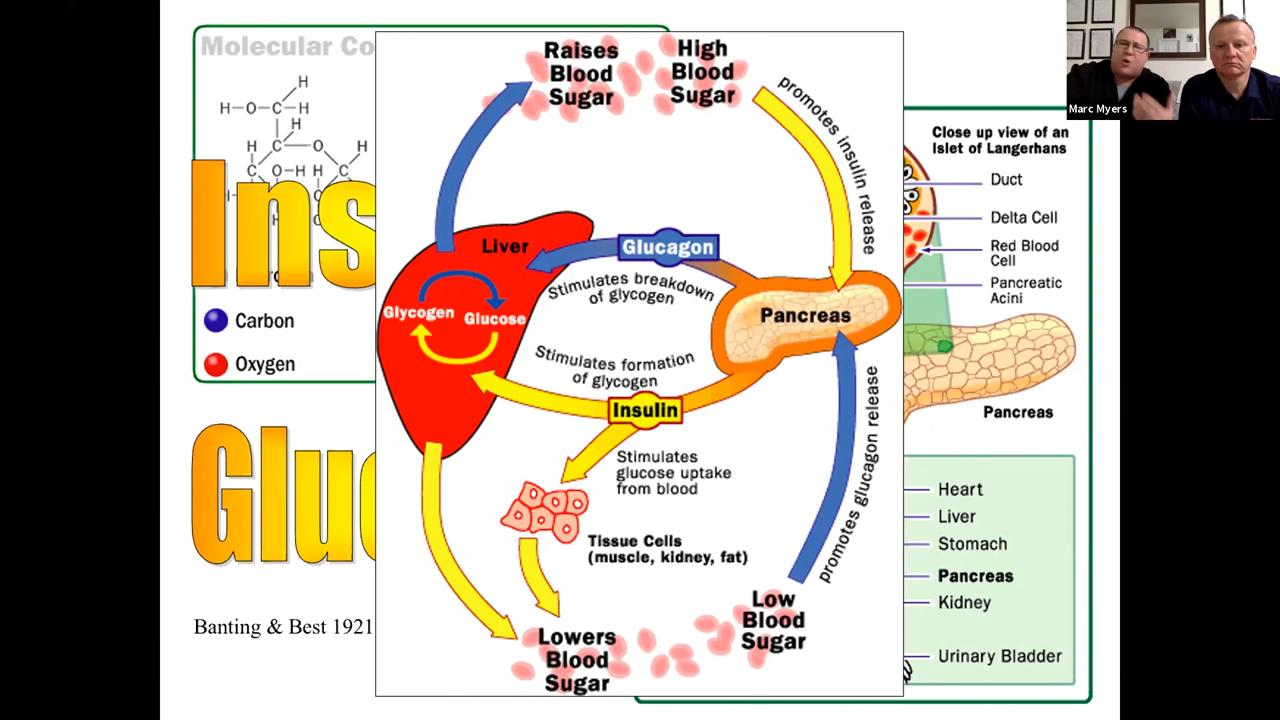 Molecular Co
H
H
O
C
H
H
H
C
O
H
C
O
H
H
C
Ins
Carbon
Oxygen
Gluc
Banting & Best 1921
Raises
Blood
Sugar
High
Blood
Sugar
promotes insulin release
Liver
Glucagon
Stimulates breakdown
of glycogen
Glycogen
Glucose
Pancreas
Stimulates formation
of glycogen
Insulin
Stimulates
glucose uptake
from blood
Tissue Cells
(muscle, kidney, fat)
promotes glucagon release
Lowers
Blood
Sugar
Low
Blood
Sugar
Marc Myers
Close up view of an
Islet of Langerhans
Duct
Delta Cell
Red Blood
Cell
Pancreatic
Acini
Pancreas
Heart
Liver
Stomach
Pancreas
Kidney
Urinary Bladder